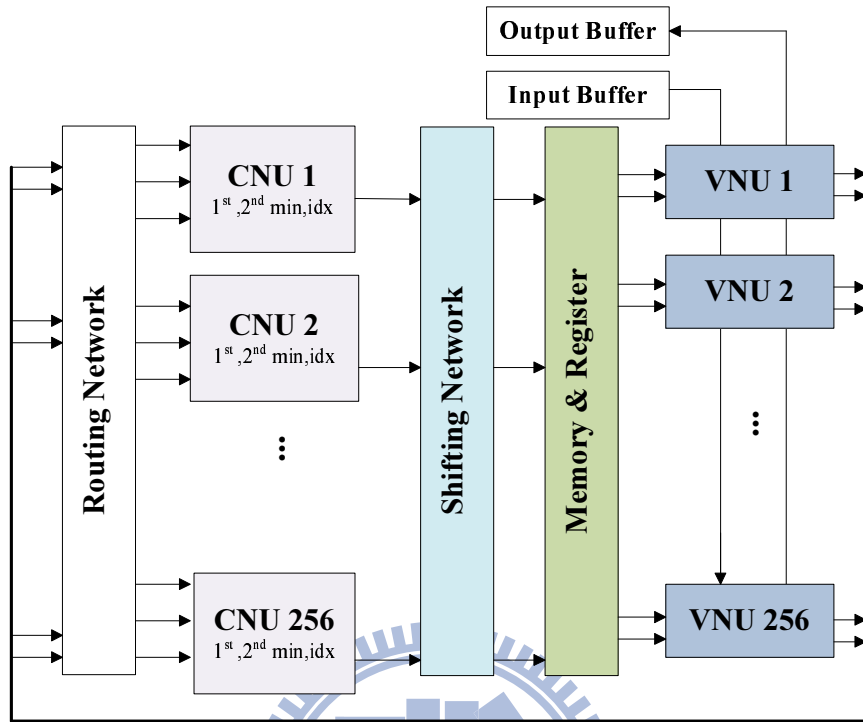 Output Buffer
Input Buffer
Routing Network
CNU 1
1st ,2nd min,idx
CNU 2
1st ,2nd min,idx
...
CNU 256
1st ,2nd min,idx
Shifting Network
Memory & Register
VNU 1
VNU 2
...
VNU 256